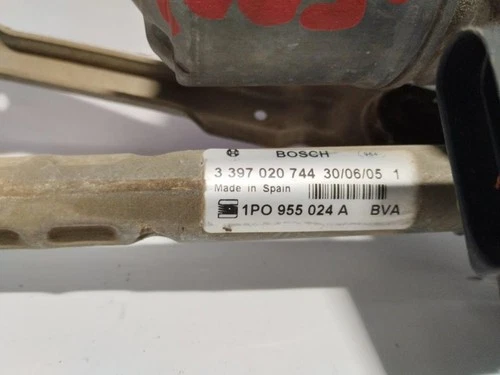 BOSCH
3 397 020 744 30/06/05 1
Made in Spain
1PO 955 024 A BVA